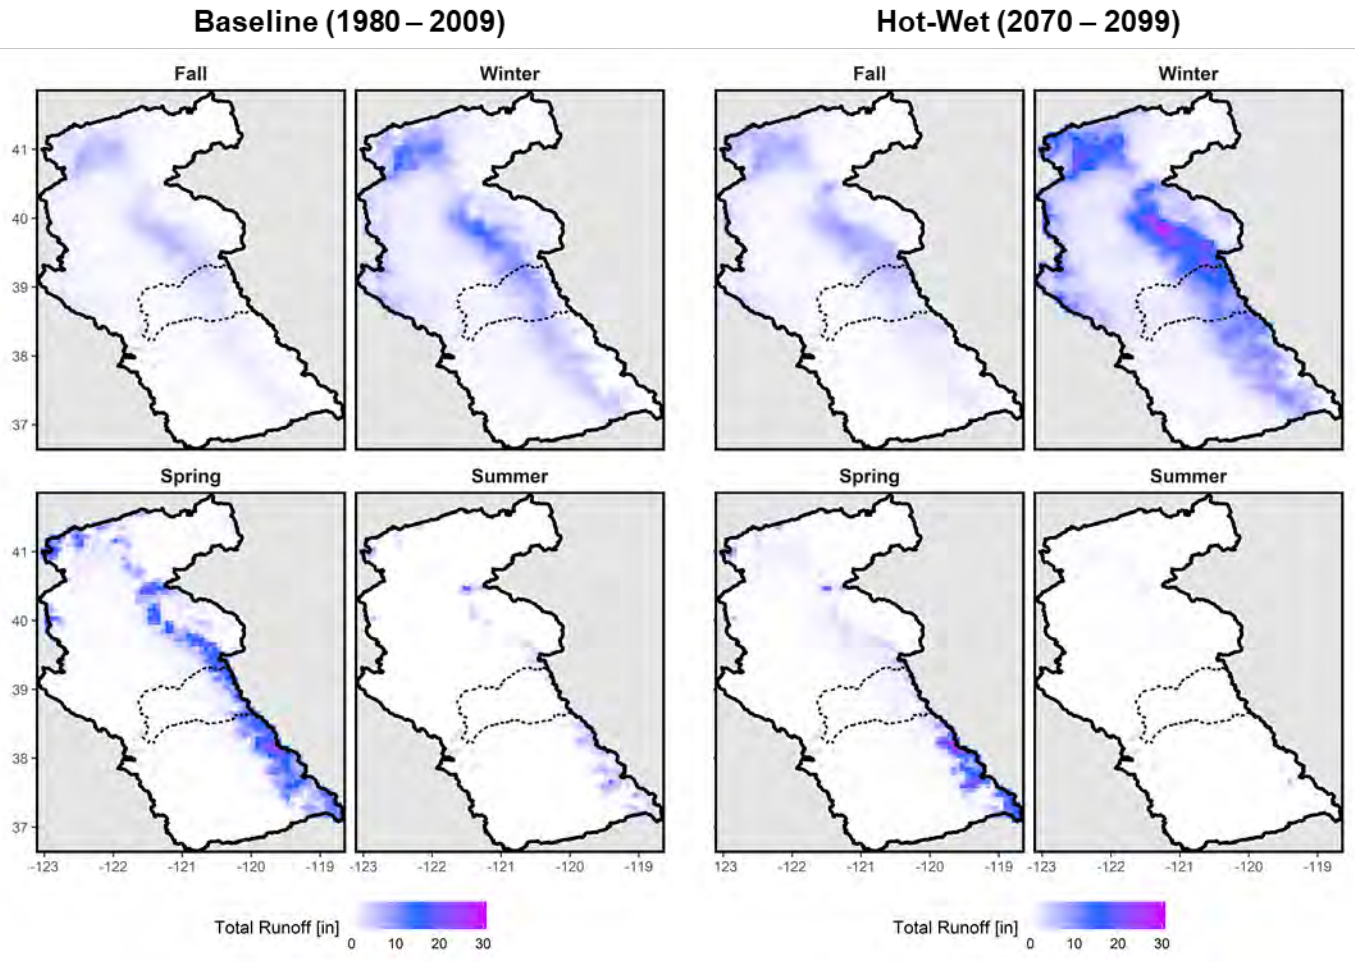 Baseline (1980 – 2009)
Hot-Wet (2070 – 2099)
Fall
Winter
Fall
Winter
41
40
39
38
37
Spring
Summer
Spring
Summer
41
40
39
38
37
-123 -122 -121 -120 -119
-123 -122 -121 -120 -119
123 -122 -121 -120 -119
-123 -122 -121 -120 -119
Total Runoff [in]
0 10 20 30
Total Runoff [in]
0 10 20 30